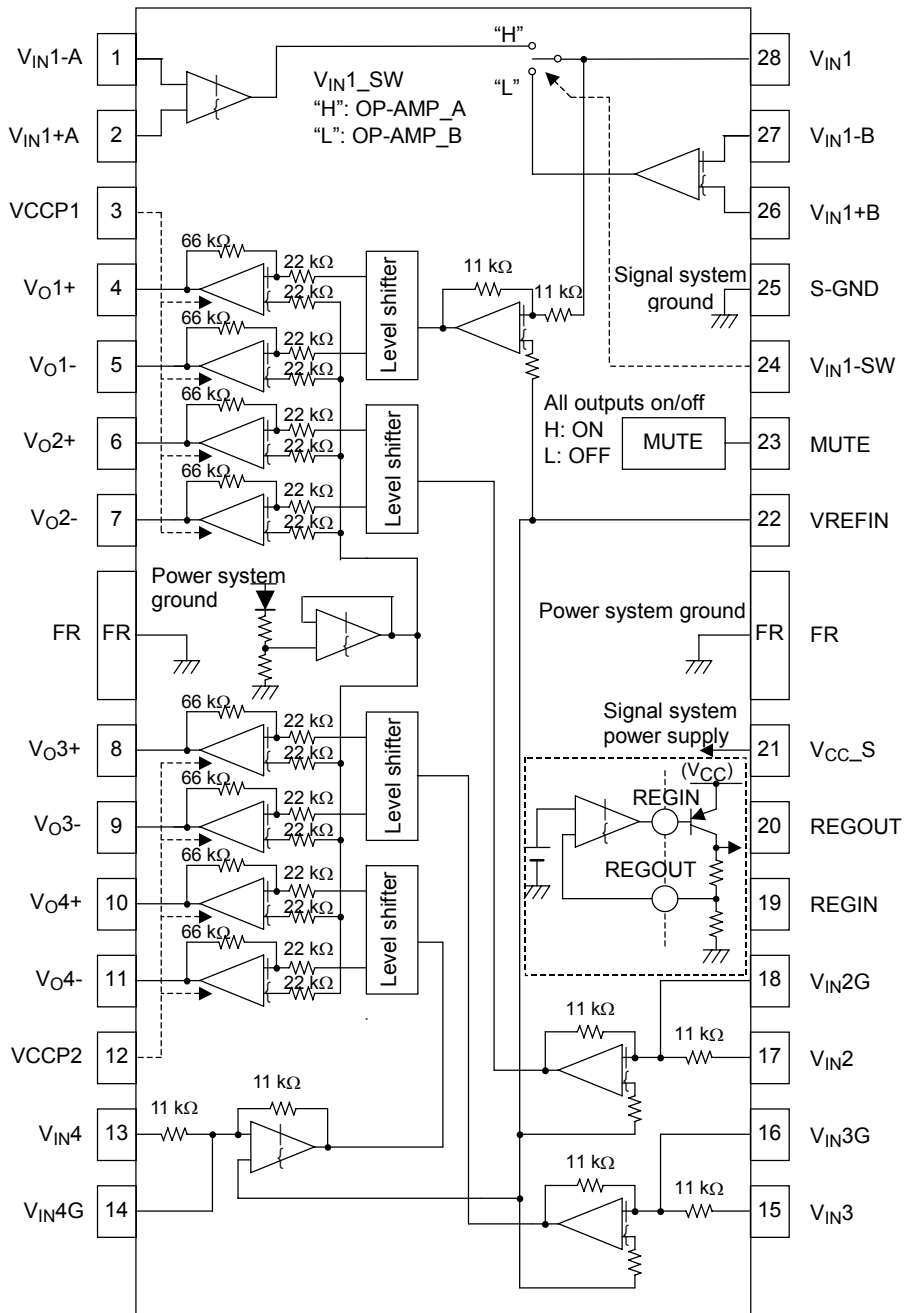 VIN1-A 1
VIN1+A 2
VCCP1 3
VO1+ 4
VO1- 5
VO2+ 6
VO2- 7
FR FR
VO3+ 8
VO3- 9
VO4+ 10
VO4- 11
VCCP2 12
VIN4 13
VIN4G 14
"H"
"L"
VIN1_SW
"H": OP-AMP_A
"L": OP-AMP_B
66 kΩ
22 kΩ
22 kΩ
66 kΩ
22 kΩ
22 kΩ
Level shifter
11 kΩ
11 kΩ
66 kΩ
22 kΩ
22 kΩ
66 kΩ
22 kΩ
22 kΩ
Level shifter
Signal system
ground
All outputs on/off
H: ON
L: OFF
MUTE
Power system
ground
Power system ground
66 kΩ
22 kΩ
22 kΩ
66 kΩ
22 kΩ
22 kΩ
Level shifter
66 kΩ
22 kΩ
22 kΩ
66 kΩ
22 kΩ
22 kΩ
Level shifter
Signal system
power supply
(VCC)
REGIN
REGOUT
11 kΩ
11 kΩ
11 kΩ
11 kΩ
11 kΩ
11 kΩ
28 VIN1
27 VIN1-B
26 VIN1+B
25 S-GND
24 VIN1-SW
23 MUTE
22 VREFIN
FR FR
21 VCC_S
20 REGOUT
19 REGIN
18 VIN2G
17 VIN2
16 VIN3G
15 VIN3